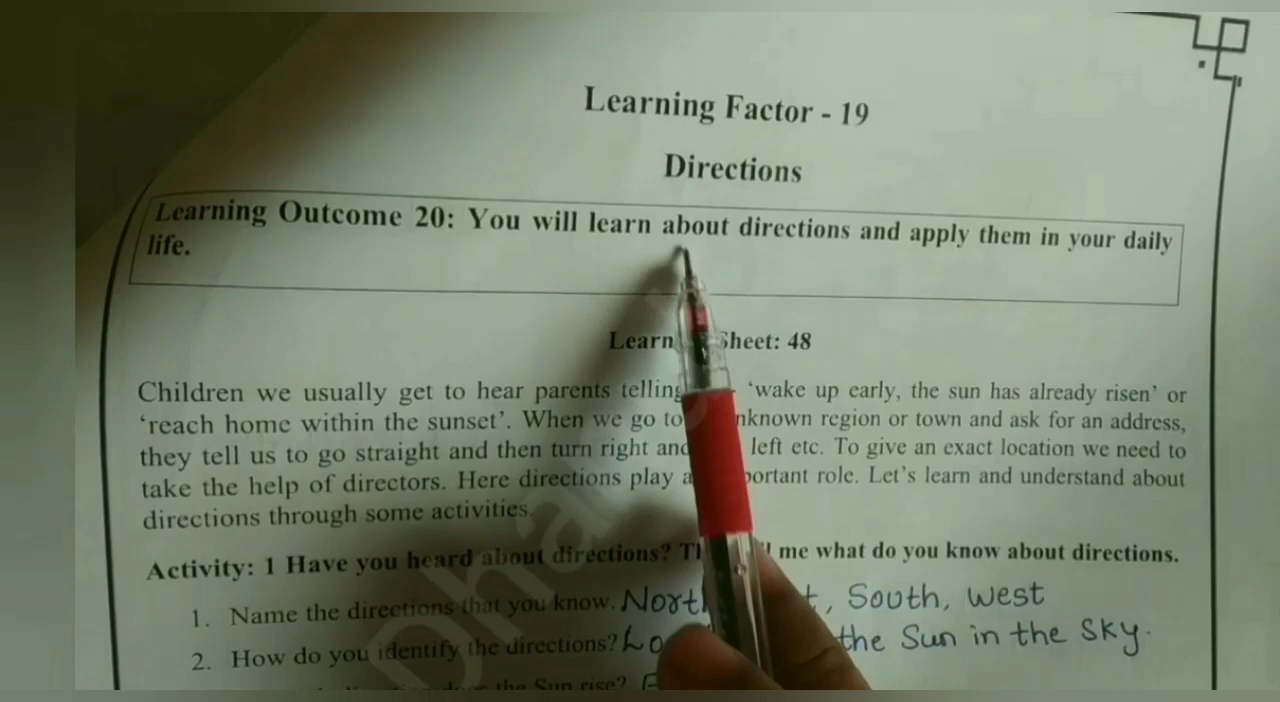 Learning Factor - 19
Directions
Learning Outcome 20: You will learn about directions and apply them in your daily
life.
Learn Sheet: 48
Children we usually get to hear parents telling 'wake up early, the sun has already risen' or
'reach home within the sunset'. When we go to nknown region or town and ask for an address,
they tell us to go straight and then turn right and left etc. To give an exact location we need to
take the help of directors. Here directions play a portant role. Let's learn and understand about
directions through some activities.
Activity: 1 Have you heard about directions? me what do you know about directions.
1. Name the directions that you know. North , South, west
2. How do you identify the directions? the Sun in the Sky.
the Sun rise?